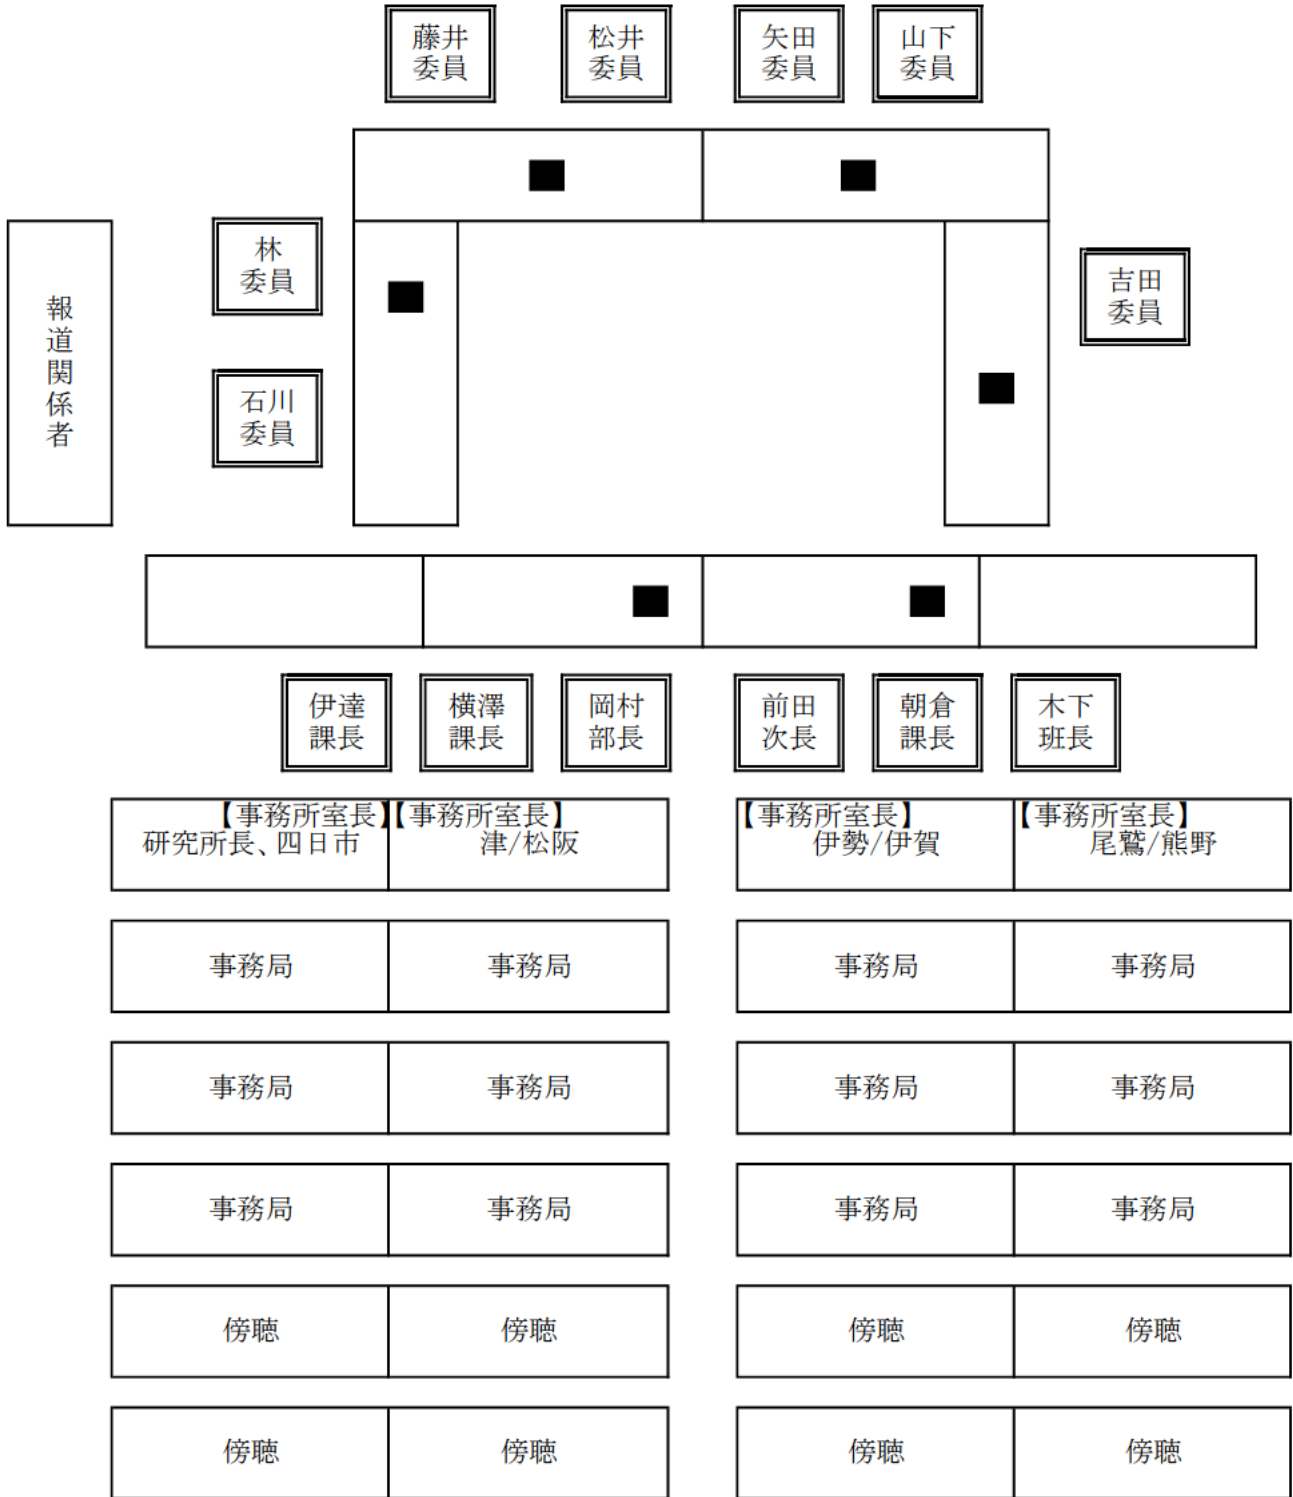 藤井
委員
松井
委員
矢田
委員
山下
委員
林
委員
吉田
委員
報道関係者
石川
委員
伊達
課長
横澤
課長
岡村
部長
前田
次長
朝倉
課長
木下
班長
【事務所室長】
研究所長、四日市
【事務所室長】
津/松阪
【事務所室長】
伊勢/伊賀
【事務所室長】
尾鷲/熊野
事務局
事務局
事務局
事務局
事務局
事務局
事務局
事務局
事務局
事務局
事務局
事務局
傍聴
傍聴
傍聴
傍聴
傍聴
傍聴
傍聴
傍聴